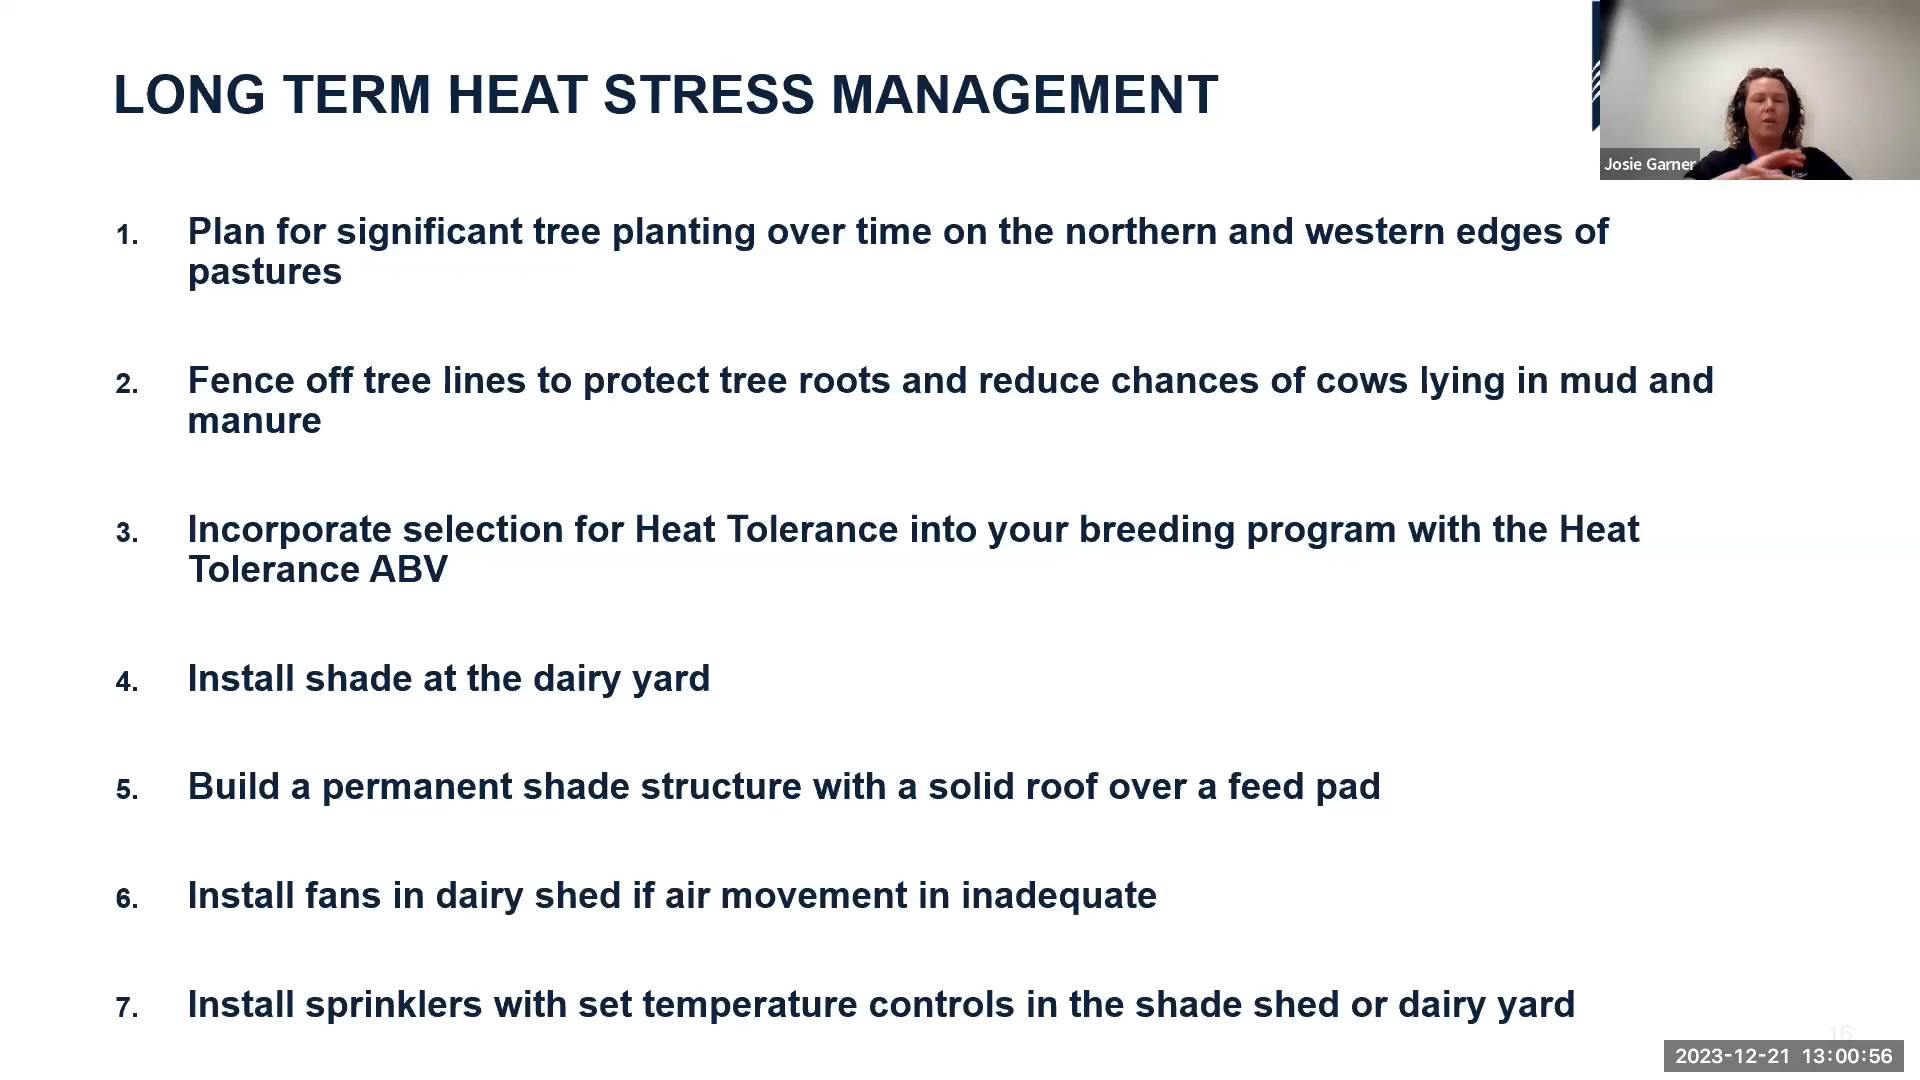 LONG TERM HEAT STRESS MANAGEMENT
Josie Garner
1. Plan for significant tree planting over time on the northern and western edges of
pastures
2. Fence off tree lines to protect tree roots and reduce chances of cows lying in mud and
manure
3. Incorporate selection for Heat Tolerance into your breeding program with the Heat
Tolerance ABV
4. Install shade at the dairy yard
5. Build a permanent shade structure with a solid roof over a feed pad
6. Install fans in dairy shed if air movement in inadequate
7. Install sprinklers with set temperature controls in the shade shed or dairy yard
16
2023-12-21 13:00:56